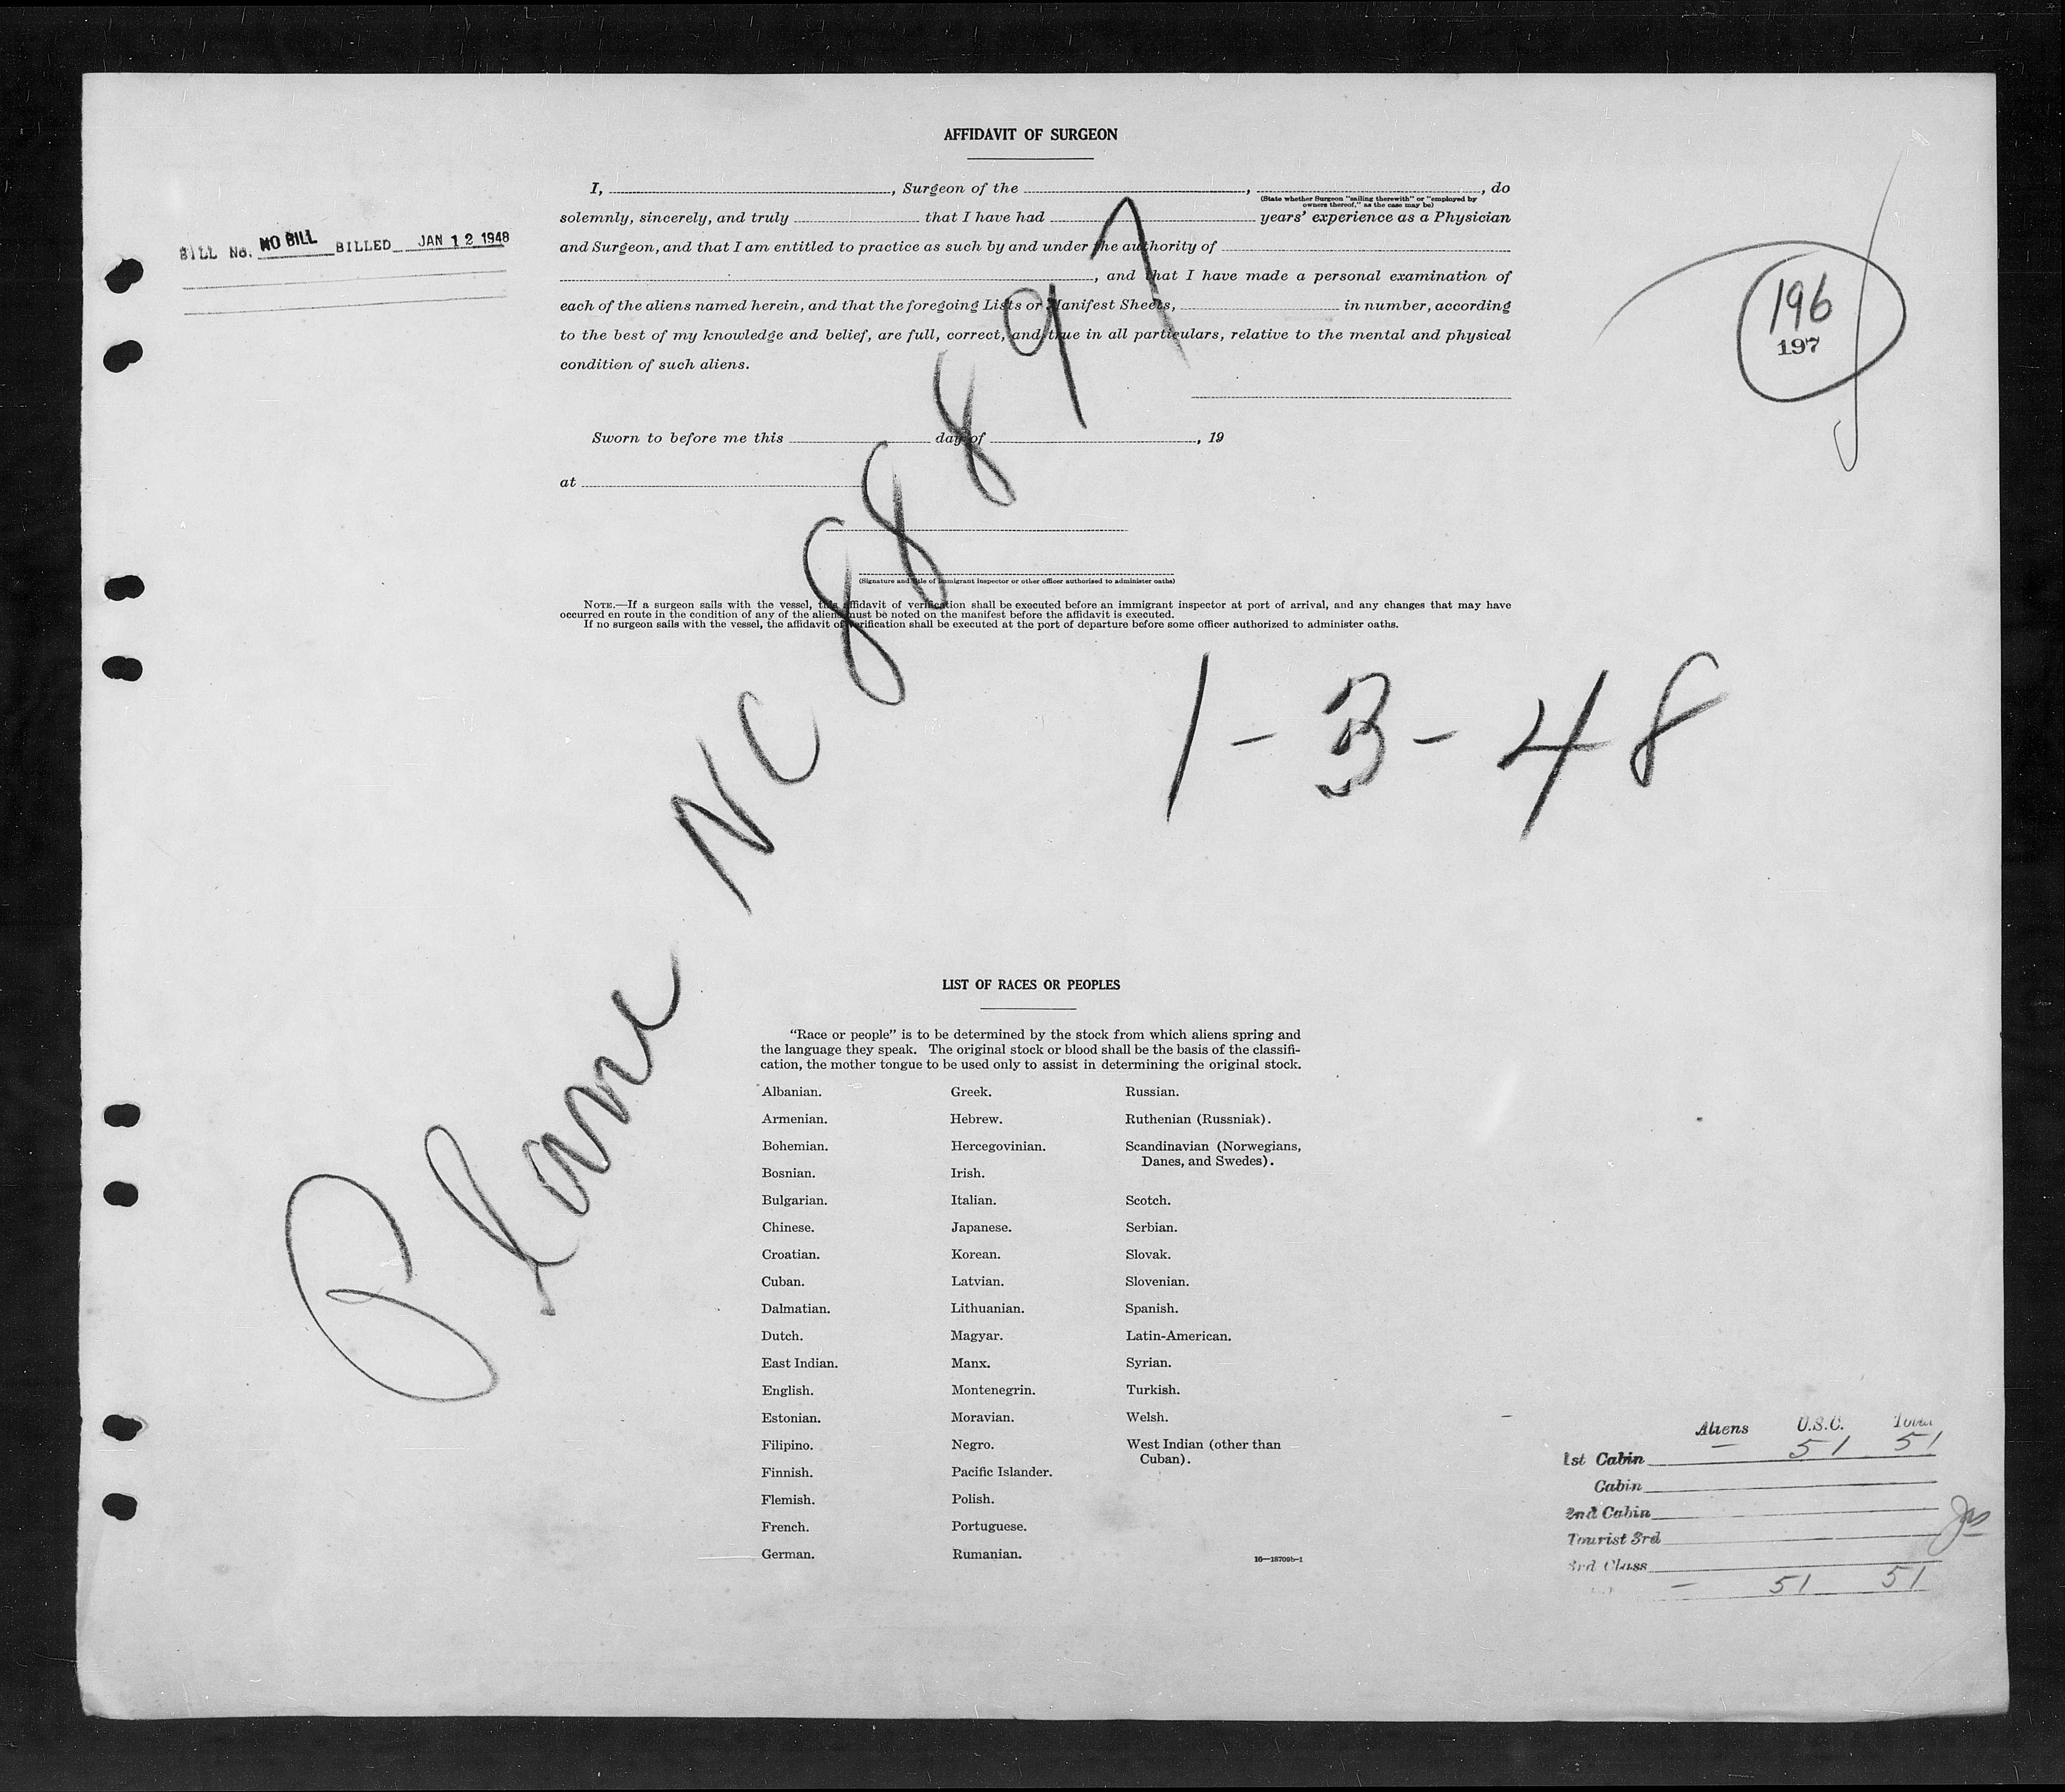 AFFIDAVIT OF SURGEON
I, , Surgeon of the , , do
(State whether Surgeon "sailing therewith" or "employed by
owners thereof," as the case may be)
solemnly, sincerely, and truly that I have had years' experience as a Physician
and Surgeon, and that I am entitled to practice as such by and under the authority of
, and that I have made a personal examination of
each of the aliens named herein, and that the foregoing Lists or Manifest Sheets, in number, according
to the best of my knowledge and belief, are full, correct, and true in all particulars, relative to the mental and physical
condition of such aliens.
Sworn to before me this day of , 19
at
(Signature and title of immigrant inspector or other officer authorized to administer oaths)
NOTE.—If a surgeon sails with the vessel, this affidavit of verification shall be executed before an immigrant inspector at port of arrival, and any changes that may have
occurred en route in the condition of any of the aliens must be noted on the manifest before the affidavit is executed.
If no surgeon sails with the vessel, the affidavit of verification shall be executed at the port of departure before some officer authorized to administer oaths.
BILL No. NO BILL BILLED JAN 12 1948
196
197
Plane NC 88897
1-3-48
LIST OF RACES OR PEOPLES
"Race or people" is to be determined by the stock from which aliens spring and
the language they speak. The original stock or blood shall be the basis of the classifi-
cation, the mother tongue to be used only to assist in determining the original stock.
Albanian.
Armenian.
Bohemian.
Bosnian.
Bulgarian.
Chinese.
Croatian.
Cuban.
Dalmatian.
Dutch.
East Indian.
English.
Estonian.
Filipino.
Finnish.
Flemish.
French.
German.
Greek.
Hebrew.
Hercegovinian.
Irish.
Italian.
Japanese.
Korean.
Latvian.
Lithuanian.
Magyar.
Manx.
Montenegrin.
Moravian.
Negro.
Pacific Islander.
Polish.
Portuguese.
Rumanian.
Russian.
Ruthenian (Russniak).
Scandinavian (Norwegians,
Danes, and Swedes).
Scotch.
Serbian.
Slovak.
Slovenian.
Spanish.
Latin-American.
Syrian.
Turkish.
Welsh.
West Indian (other than
Cuban).
16—18709b-1
Aliens U.S.C. Total
1st Cabin — 51 51
Cabin
2nd Cabin
Tourist 3rd
3rd Class
— 51 51